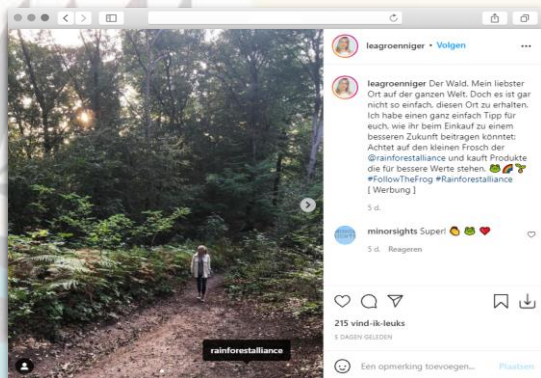 leagroenniger • Volgen
leagroenniger Der Wald. Mein liebster
Ort auf der ganzen Welt. Doch es ist gar
nicht so einfach, diesen Ort zu erhalten.
Ich habe einen ganz einfach Tipp für
euch, wie ihr beim Einkauf zu einem
besseren Zukunft beitragen könntet:
Achtet auf den kleinen Frosch der
@rainforestalliance und kauft Produkte
die für bessere Werte stehen. 🐸🌈🌱
#FollowTheFrog #Rainforestalliance
[ Werbung ]
5 d.
minorsights Super! 👏🐸❤️
5 d. Reageren
rainforestalliance
215 vind-ik-leuks
5 DAGEN GELEDEN
Een opmerking toevoegen...
Plaatsen